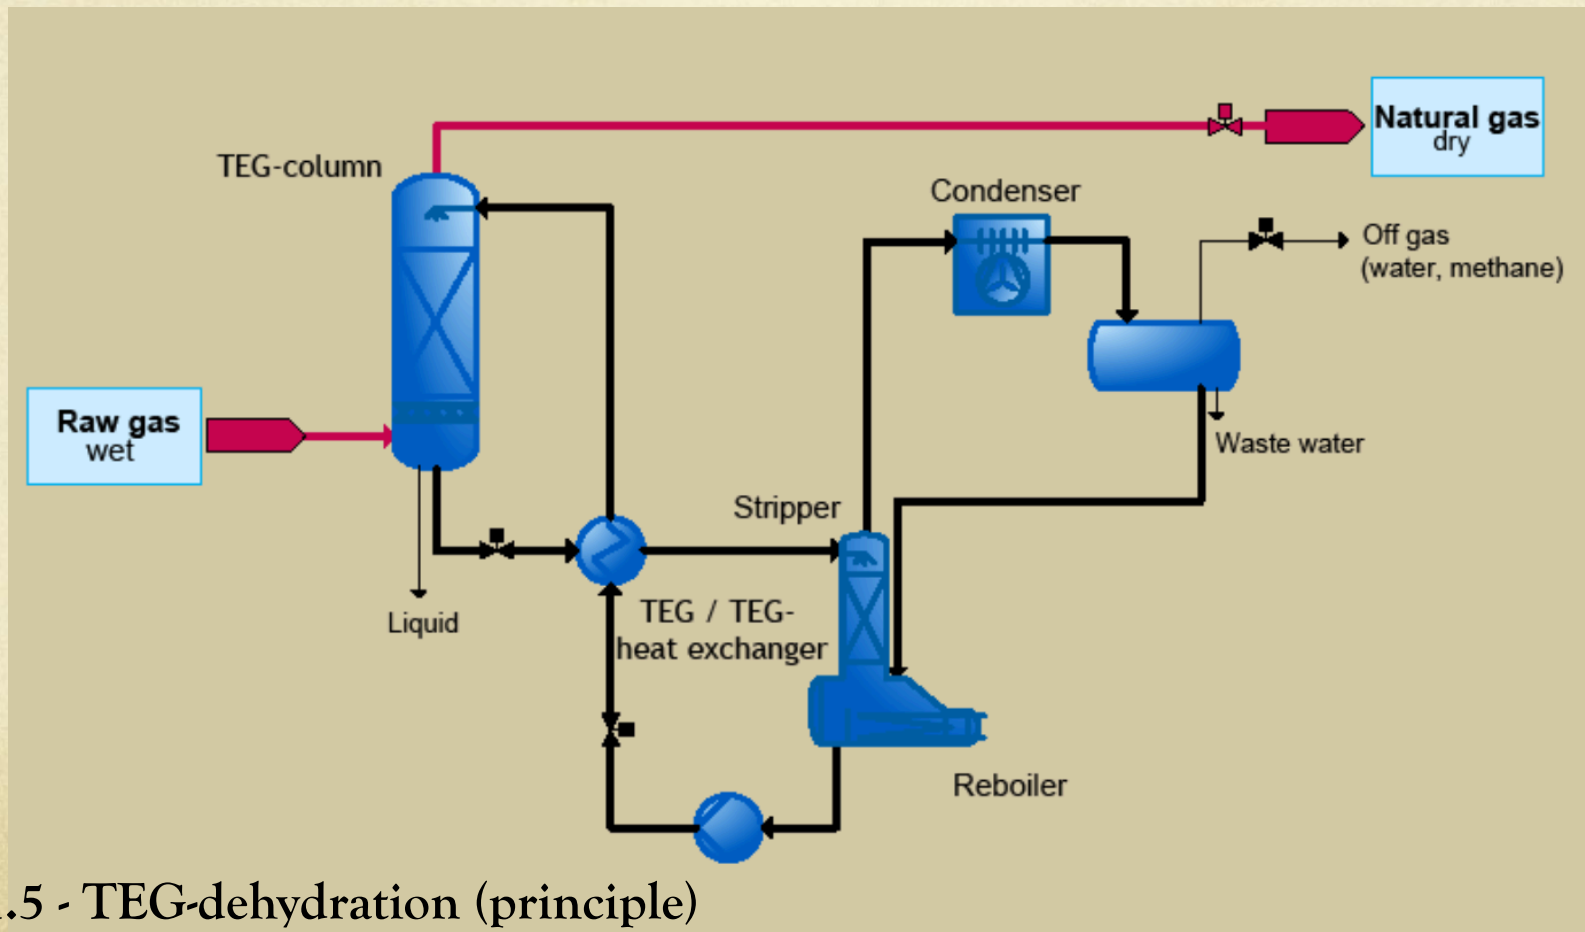 Natural gas
dry
TEG-column
Condenser
Off gas
(water, methane)
Raw gas
wet
Waste water
Stripper
Liquid
TEG / TEG-
heat exchanger
Reboiler
.5 - TEG-dehydration (principle)